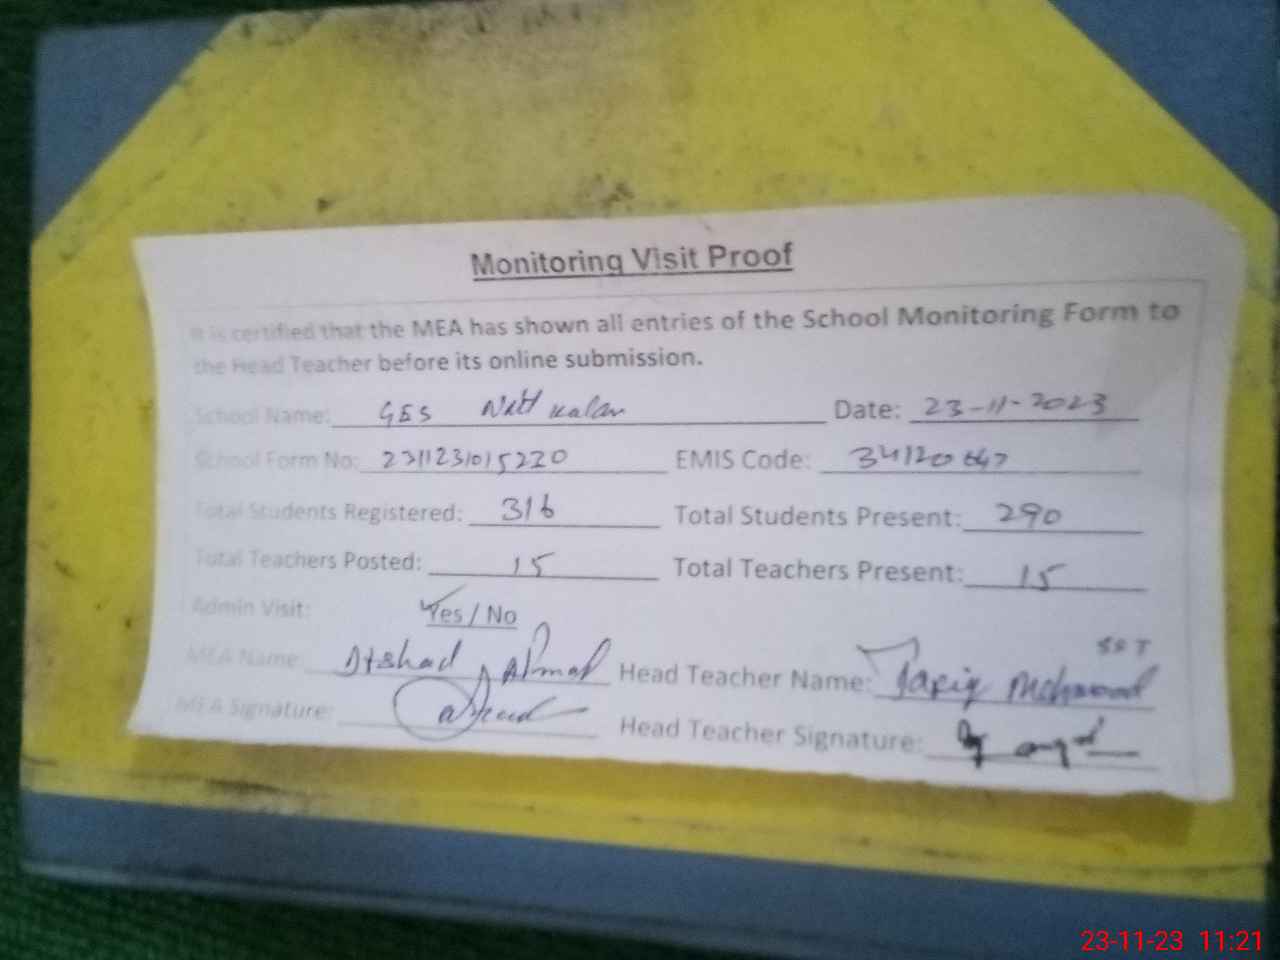 Monitoring Visit Proof
It is certified that the MEA has shown all entries of the School Monitoring Form to
the Head Teacher before its online submission.
School Name: GES Natt Kalan Date: 23-11-2023
School Form No: 2311231015220 EMIS Code: 34120647
Total Students Registered: 316 Total Students Present: 290
Total Teachers Posted: 15 Total Teachers Present: 15
Admin Visit: Yes / No
SST
MEA Name: Ahmad Head Teacher Name: Tariq Mehmood
MEA Signature: Head Teacher Signature:
23-11-23 11:21